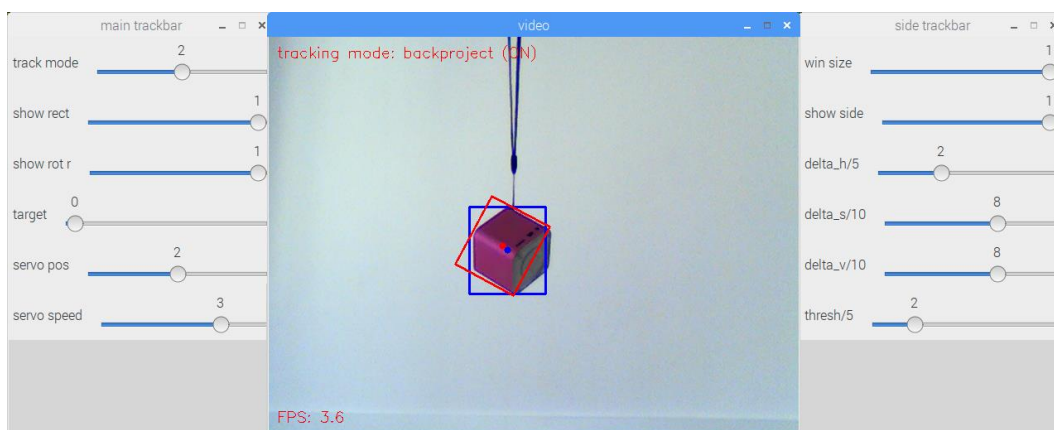 main trackbar
track mode 2
show rect 1
show rot r 1
target 0
servo pos 2
servo speed 3
video
tracking mode: backproject (ON)
FPS: 3.6
side trackbar
win size 1
show side 1
delta_h/5 2
delta_s/10 8
delta_v/10 8
thresh/5 2